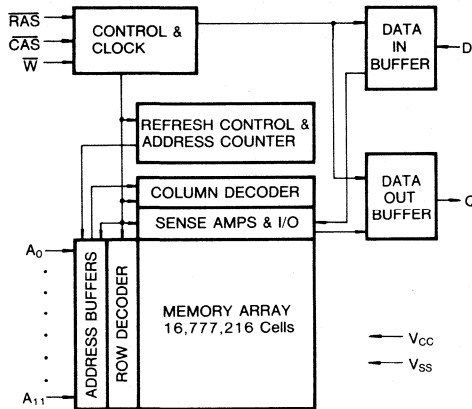 RAS
CAS
W
CONTROL &
CLOCK
DATA
IN
BUFFER
D
REFRESH CONTROL &
ADDRESS COUNTER
COLUMN DECODER
SENSE AMPS & I/O
DATA
OUT
BUFFER
Q
A0
A11
ADDRESS BUFFERS
ROW DECODER
MEMORY ARRAY
16,777,216 Cells
VCC
VSS